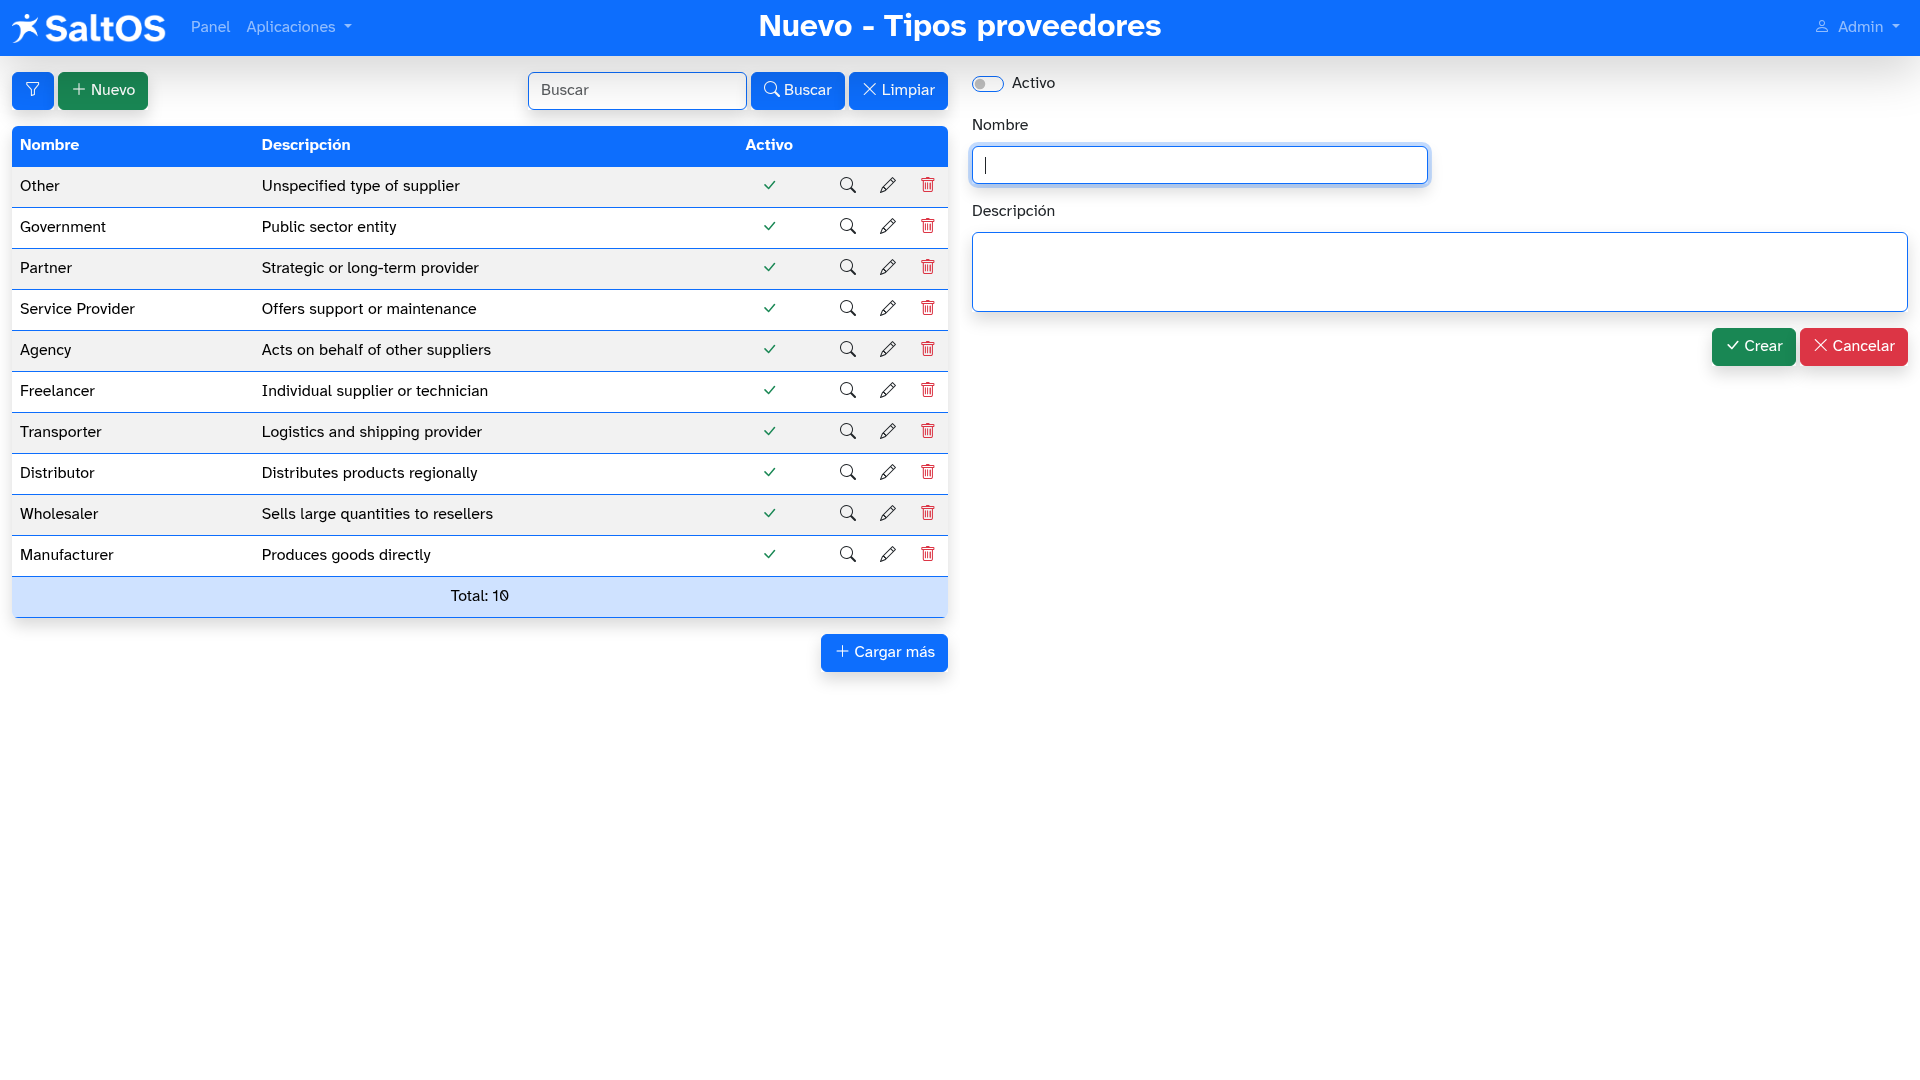 SaltOS Panel Aplicaciones Nuevo - Tipos proveedores Admin
Nuevo Buscar Buscar Limpiar
Nombre Descripción Activo
Other Unspecified type of supplier
Government Public sector entity
Partner Strategic or long-term provider
Service Provider Offers support or maintenance
Agency Acts on behalf of other suppliers
Freelancer Individual supplier or technician
Transporter Logistics and shipping provider
Distributor Distributes products regionally
Wholesaler Sells large quantities to resellers
Manufacturer Produces goods directly
Total: 10
Cargar más
Activo
Nombre
Descripción
Crear Cancelar